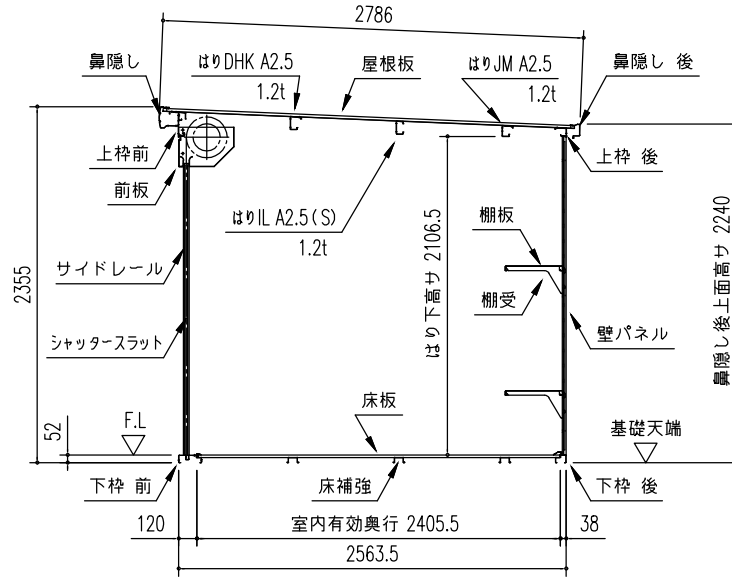 2786
鼻隠し
はりDHK A2.5
1.2t
屋根板
はりJM A2.5
1.2t
鼻隠し 後
上枠前
前板
上枠 後
はりIL A2.5(S)
1.2t
はり下高サ 2106.5
棚板
棚受
サイドレール
シャッタースラット
壁パネル
2355
鼻隠し後上面高サ 2240
52
F.L
床板
基礎天端
下枠 前
床補強
下枠 後
120
室内有効奥行 2405.5
38
2563.5